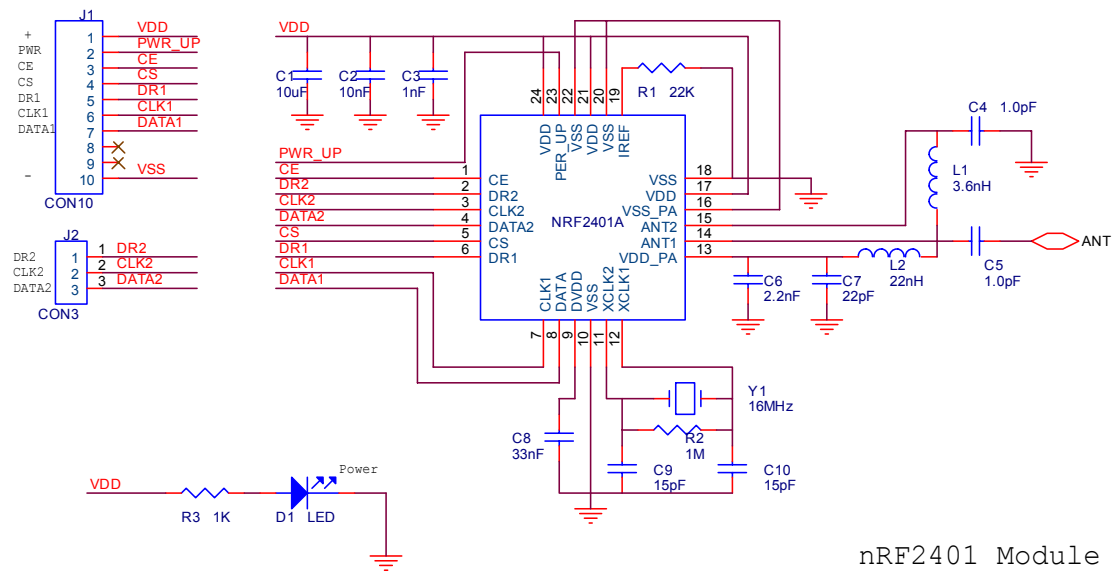 J1
+ 1 VDD
PWR 2 PWR_UP
CE 3 CE
CS 4 CS
DR1 5 DR1
CLK1 6 CLK1
DATA1 7 DATA1
8
9
- 10 VSS
CON10
J2
DR2 1 1 DR2
CLK2 2 2 CLK2
DATA2 3 3 DATA2
CON3
VDD
C1
10uF
C2
10nF
C3
1nF
R1 22K
PWR_UP
CE
DR2
CLK2
DATA2
CS
DR1
CLK1
DATA1
24 23 22 21 20 19
VDD PER_UP VSS VDD VSS IREF
1 CE
2 DR2
3 CLK2
4 DATA2
5 CS
6 DR1
NRF2401A
VSS 18
VDD 17
VSS_PA 16
ANT2 15
ANT1 14
VDD_PA 13
CLK1 DATA DVDD VSS XCLK2 XCLK1
7 8 9 10 11 12
C4 1.0pF
L1
3.6nH
ANT
L2
22nH
C5
1.0pF
C6
2.2nF
C7
22pF
Y1
16MHz
R2
1M
C8
33nF
C9
15pF
C10
15pF
VDD
Power
R3 1K
D1 LED
nRF2401 Module